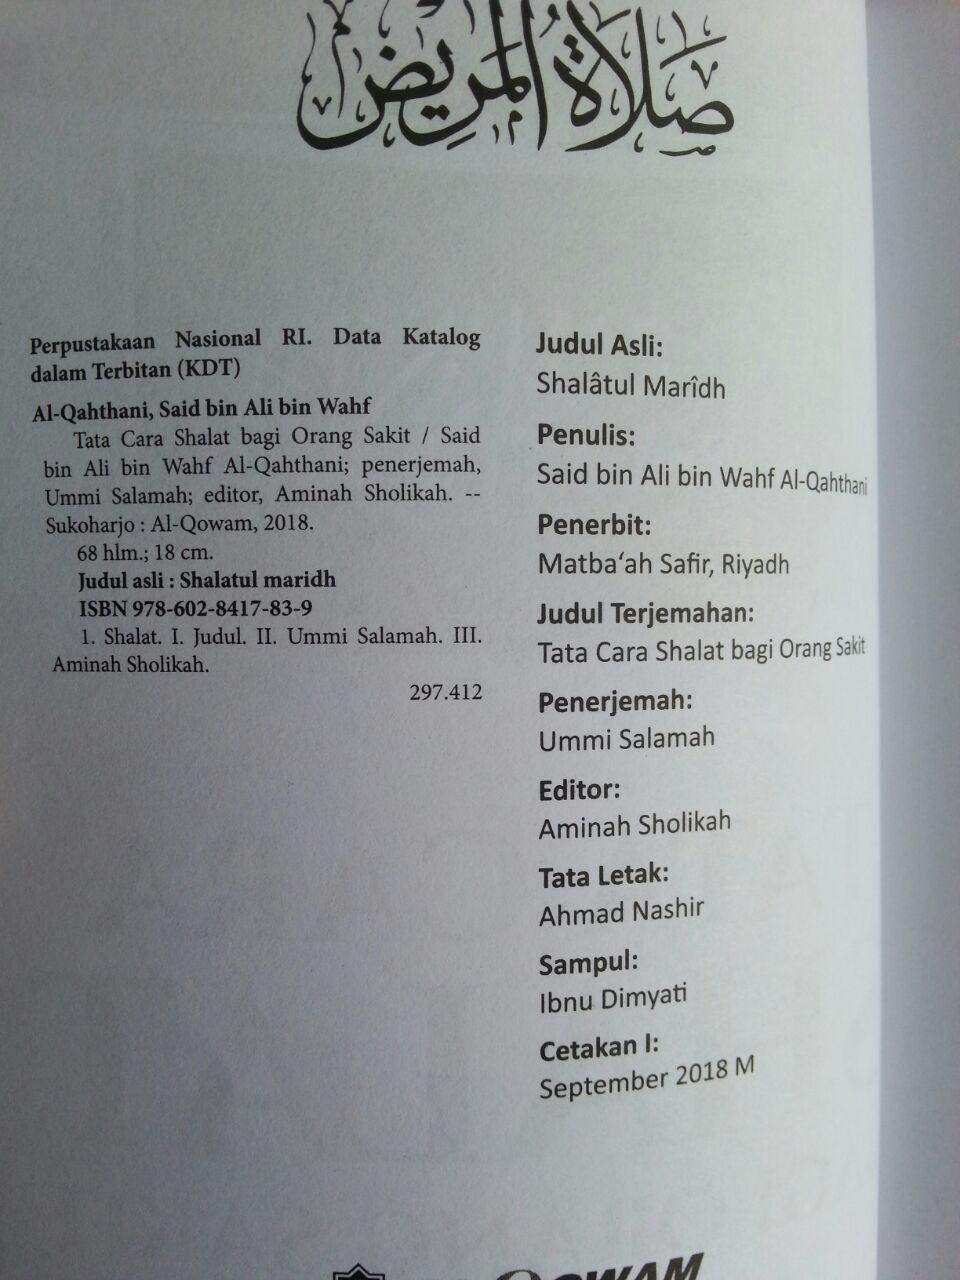 صلاة المريض
Perpustakaan Nasional RI. Data Katalog
dalam Terbitan (KDT)
Al-Qahthani, Said bin Ali bin Wahf
Tata Cara Shalat bagi Orang Sakit / Said
bin Ali bin Wahf Al-Qahthani; penerjemah,
Ummi Salamah; editor, Aminah Sholikah. --
Sukoharjo : Al-Qowam, 2018.
68 hlm.; 18 cm.
Judul asli : Shalatul maridh
ISBN 978-602-8417-83-9
1. Shalat. I. Judul. II. Ummi Salamah. III.
Aminah Sholikah.
297.412
Judul Asli:
Shalâtul Marîdh
Penulis:
Said bin Ali bin Wahf Al-Qahthani
Penerbit:
Matba‘ah Safir, Riyadh
Judul Terjemahan:
Tata Cara Shalat bagi Orang Sakit
Penerjemah:
Ummi Salamah
Editor:
Aminah Sholikah
Tata Letak:
Ahmad Nashir
Sampul:
Ibnu Dimyati
Cetakan I:
September 2018 M